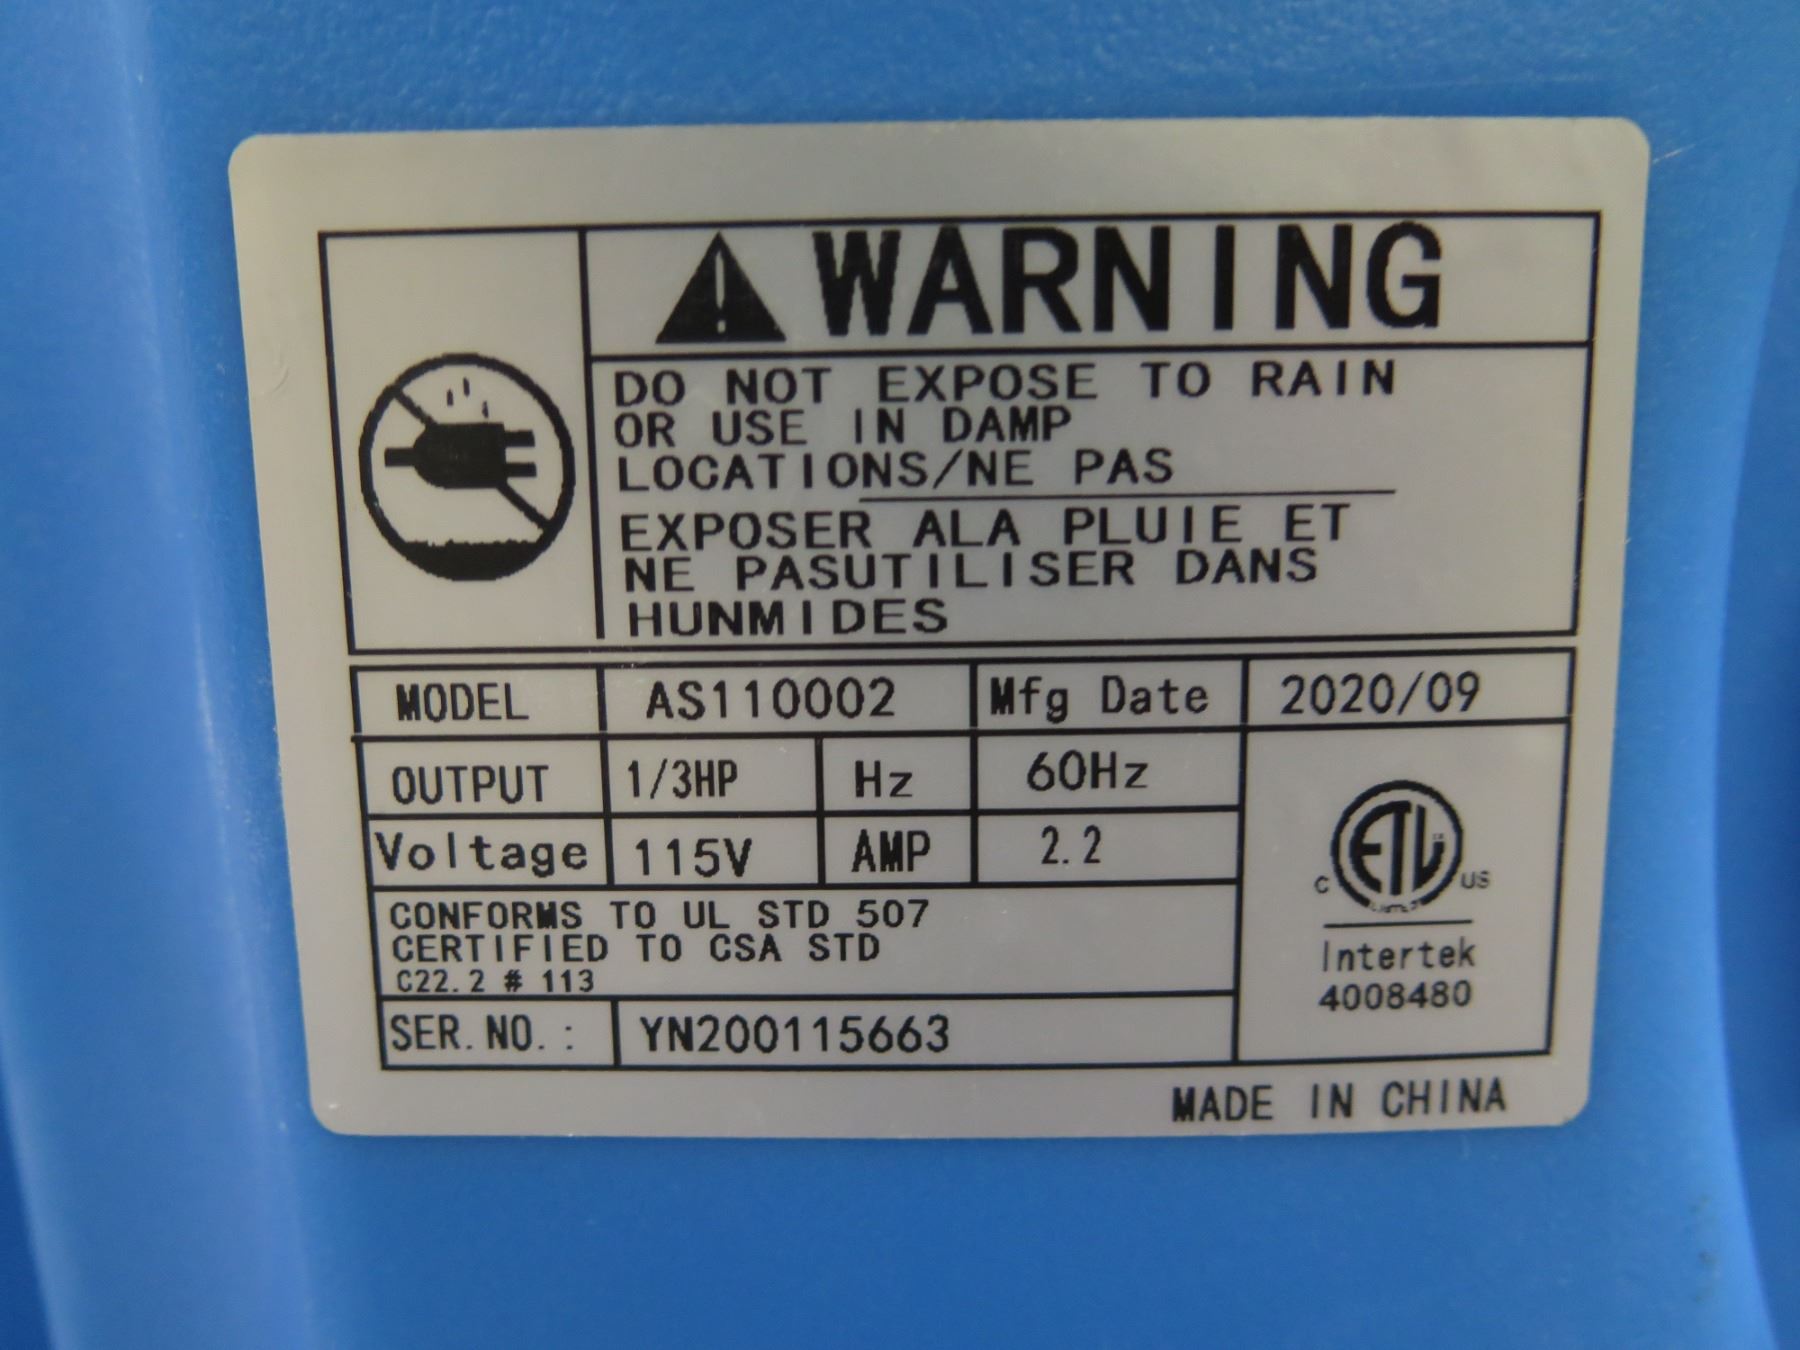 WARNING
DO NOT EXPOSE TO RAIN
OR USE IN DAMP
LOCATIONS/NE PAS
EXPOSER ALA PLUIE ET
NE PASUTILISER DANS
HUNMIDES
MODEL AS110002 Mfg Date 2020/09
OUTPUT 1/3HP Hz 60Hz
Voltage 115V AMP 2.2
CONFORMS TO UL STD 507
CERTIFIED TO CSA STD
C22.2 # 113
SER. NO. : YN200115663
C ETL US
LISTED
Intertek
4008480
MADE IN CHINA